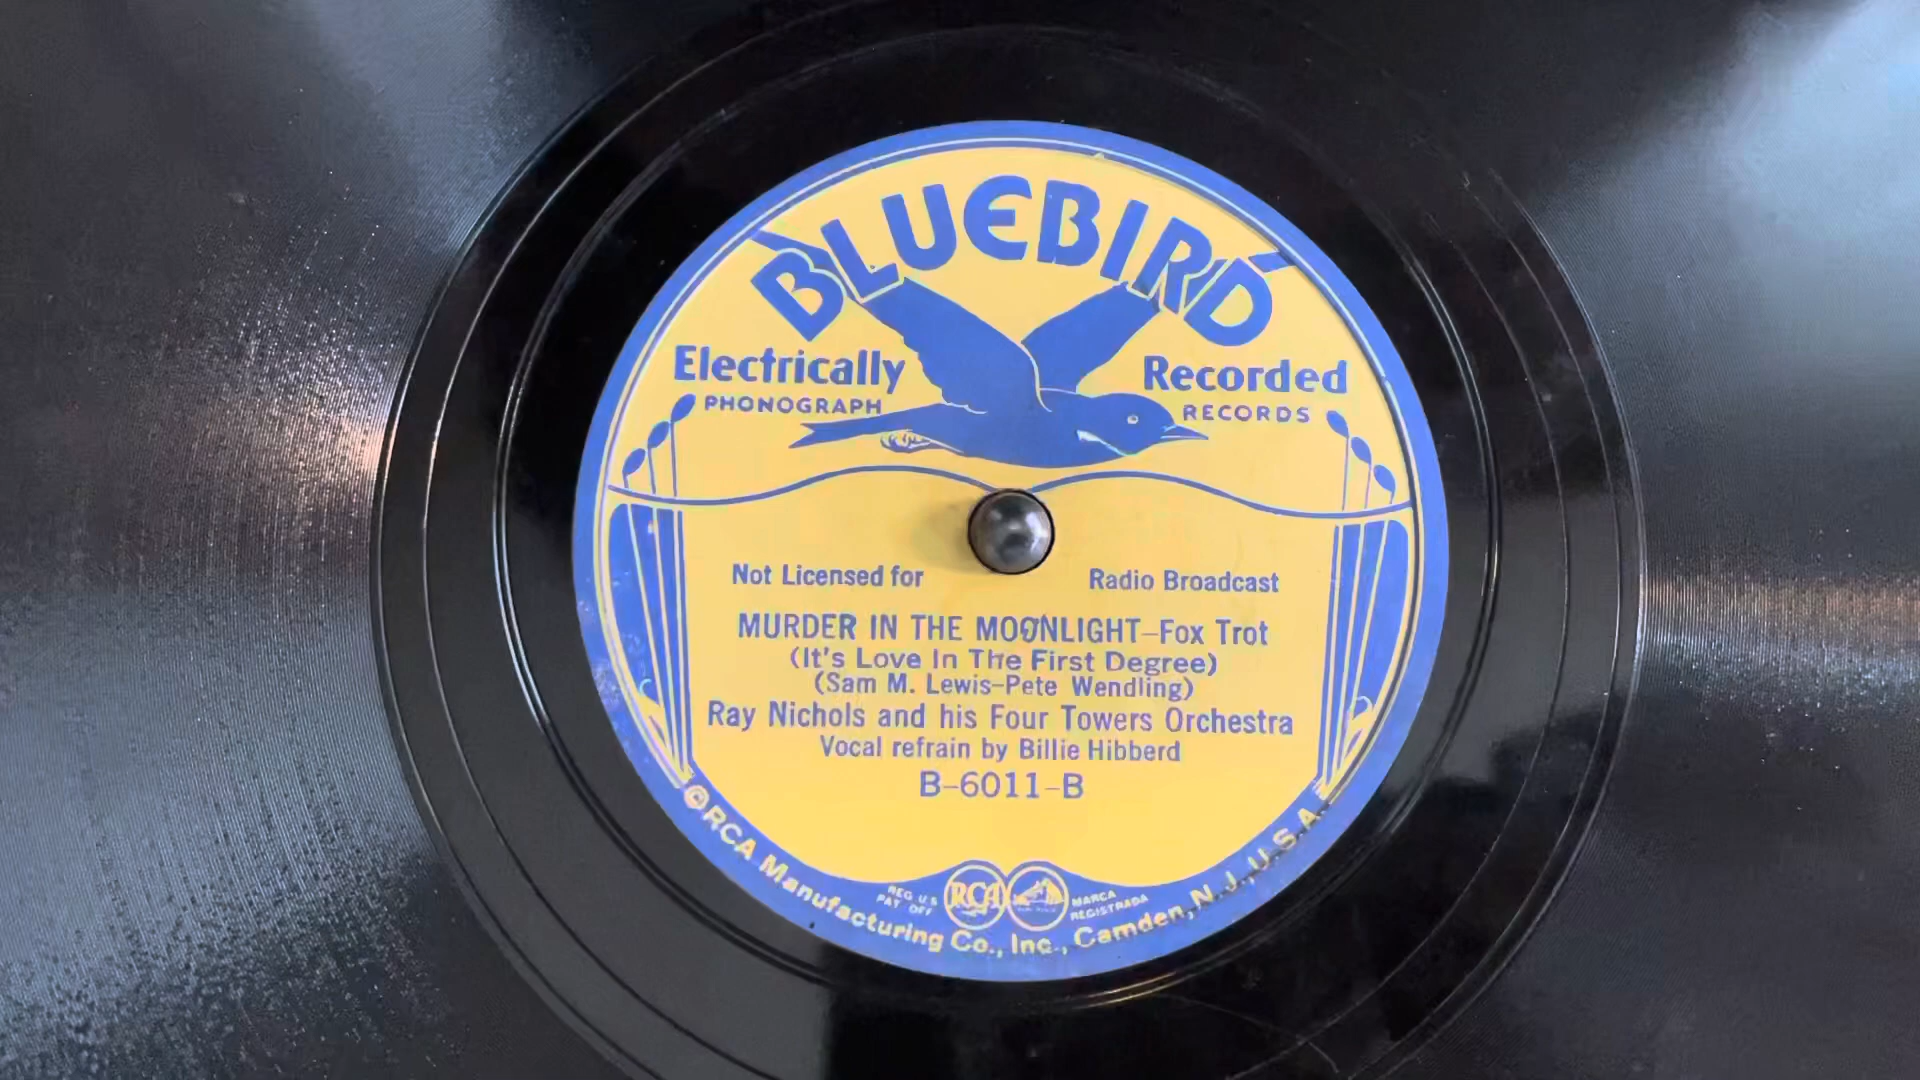 BLUEBIRD
Electrically Recorded
PHONOGRAPH RECORDS
Not Licensed for Radio Broadcast
MURDER IN THE MOONLIGHT–Fox Trot
(It's Love In The First Degree)
(Sam M. Lewis–Pete Wendling)
Ray Nichols and his Four Towers Orchestra
Vocal refrain by Billie Hibberd
B–6011–B
REG. U.S. PAT. OFF. RCA MARCA REGISTRADA
©RCA Manufacturing Co., Inc., Camden, N.J., U.S.A.